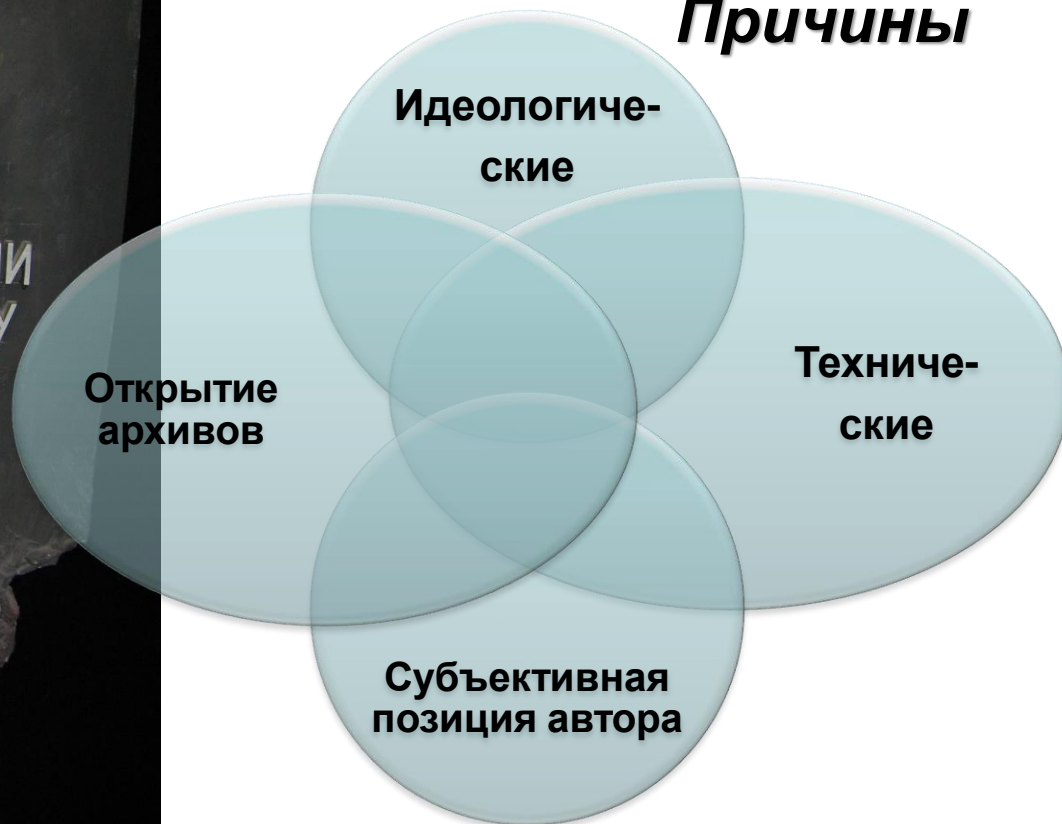 Причины
Идеологиче-
ские
Техниче-
ские
Открытие
архивов
Субъективная
позиция автора